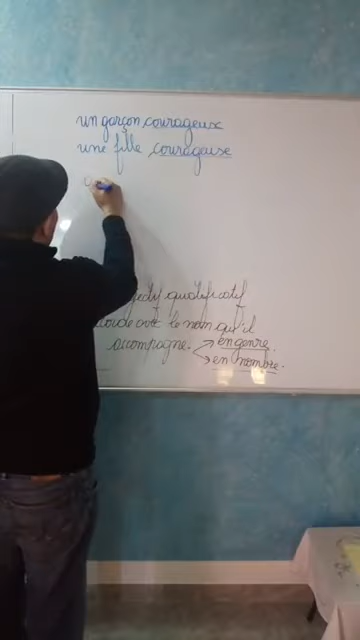 un garçon courageux
une fille courageuse
qualificatif
avec le nom qu'il
accompagne. → en genre.
→ en nombre.